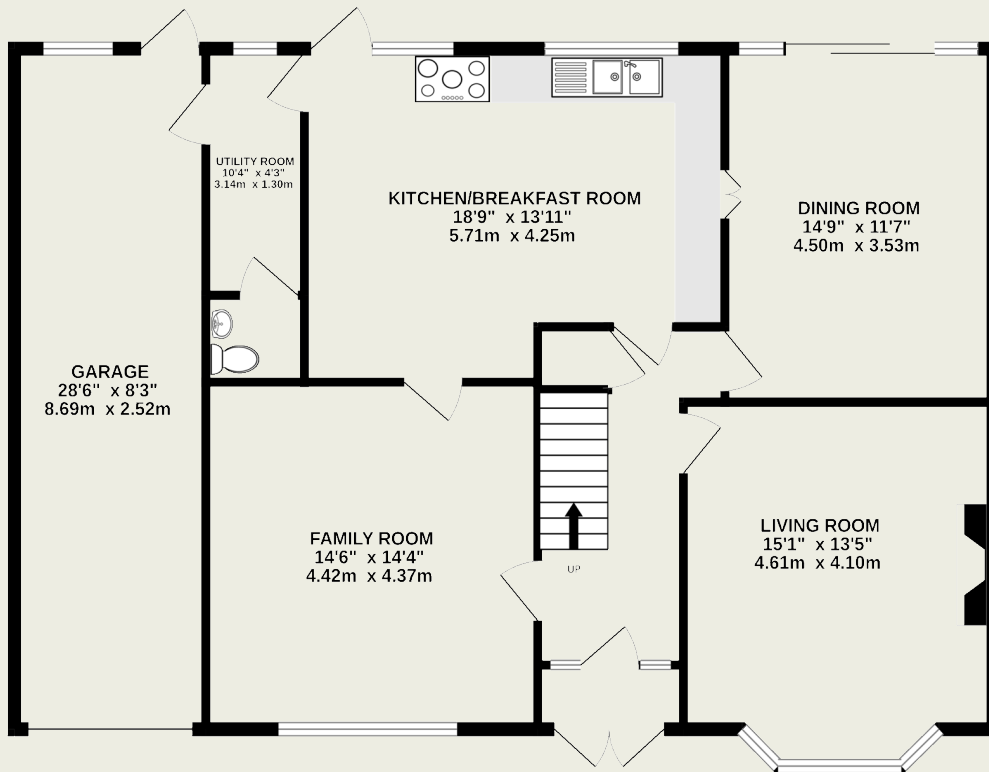 UTILITY ROOM
10'4" x 4'3"
3.14m x 1.30m
KITCHEN/BREAKFAST ROOM
18'9" x 13'11"
5.71m x 4.25m
DINING ROOM
14'9" x 11'7"
4.50m x 3.53m
GARAGE
28'6" x 8'3"
8.69m x 2.52m
FAMILY ROOM
14'6" x 14'4"
4.42m x 4.37m
UP
LIVING ROOM
15'1" x 13'5"
4.61m x 4.10m